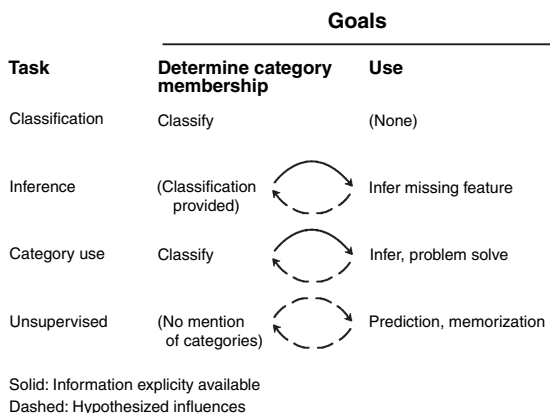 Goals
Task Determine category membership Use
Classification Classify (None)
Inference (Classification provided) Infer missing feature
Category use Classify Infer, problem solve
Unsupervised (No mention of categories) Prediction, memorization
Solid: Information explicity available
Dashed: Hypothesized influences